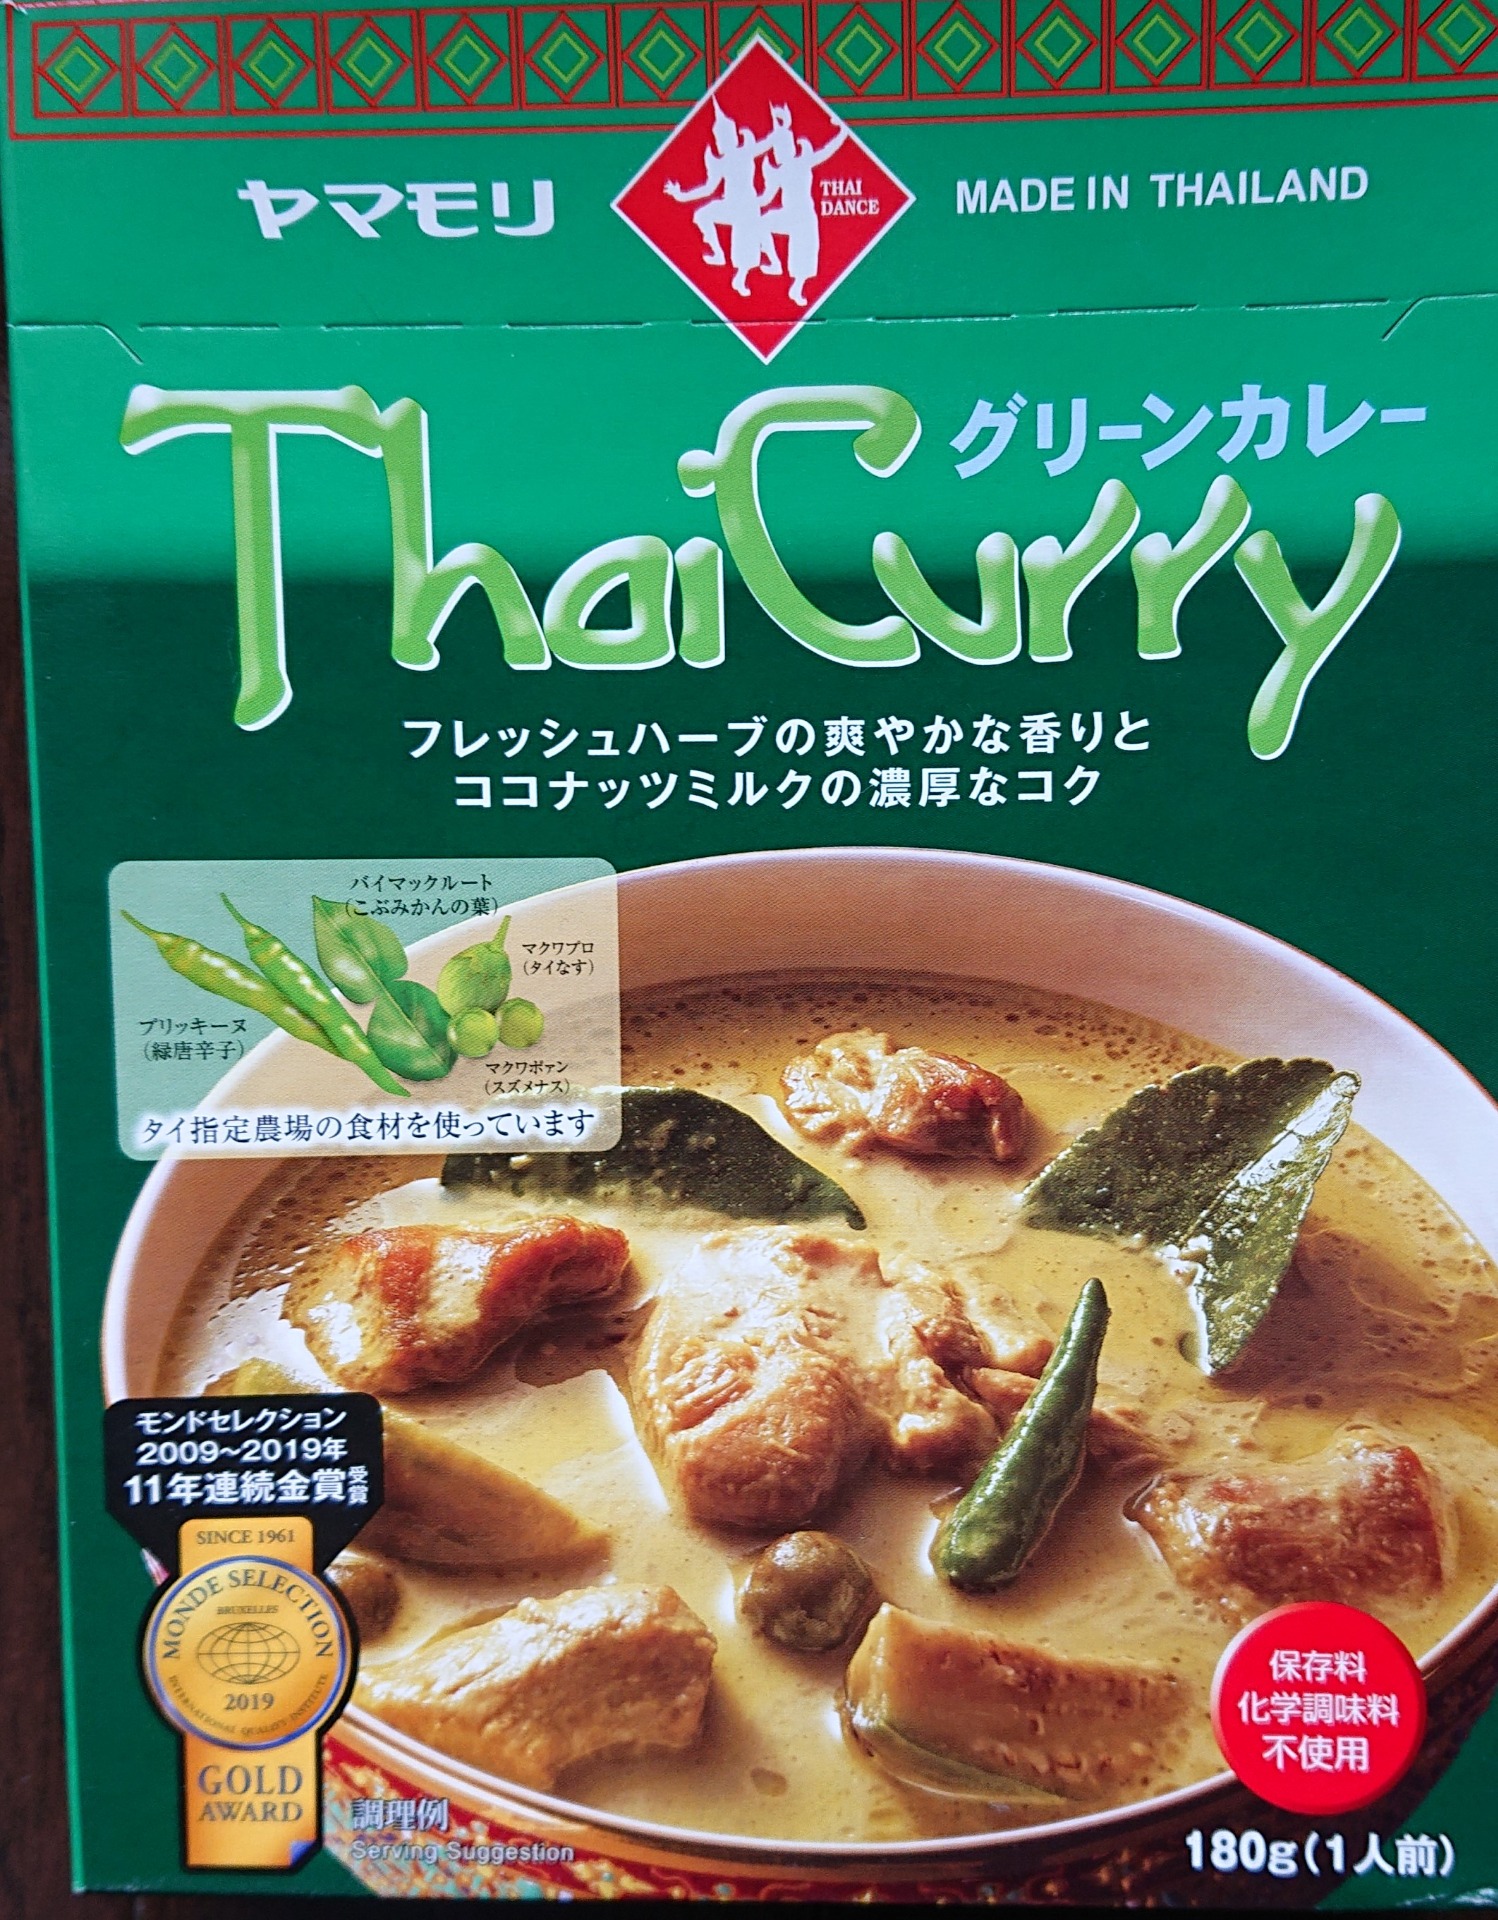 ヤマモリ
THAI
DANCE
MADE IN THAILAND
グリーンカレー
Thai Curry
フレッシュハーブの爽やかな香りと
ココナッツミルクの濃厚なコク
バイマックルート
(こぶみかんの葉)
マクワプロ
(タイなす)
プリッキーヌ
(緑唐辛子)
マクワポァン
(スズメナス)
タイ指定農場の食材を使っています
モンドセレクション
2009~2019年
11年連続金賞受賞
SINCE 1961
MONDE SELECTION
BRUXELLES
INTERNATIONAL QUALITY INSTITUTE
2019
GOLD
AWARD
調理例
Serving Suggestion
保存料
化学調味料
不使用
180g(1人前)